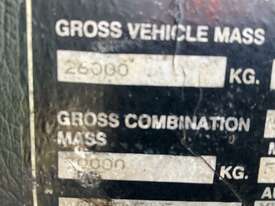 GROSS VEHICLE MASS
26000 KG.
GROSS COMBINATION
MASS
KG.